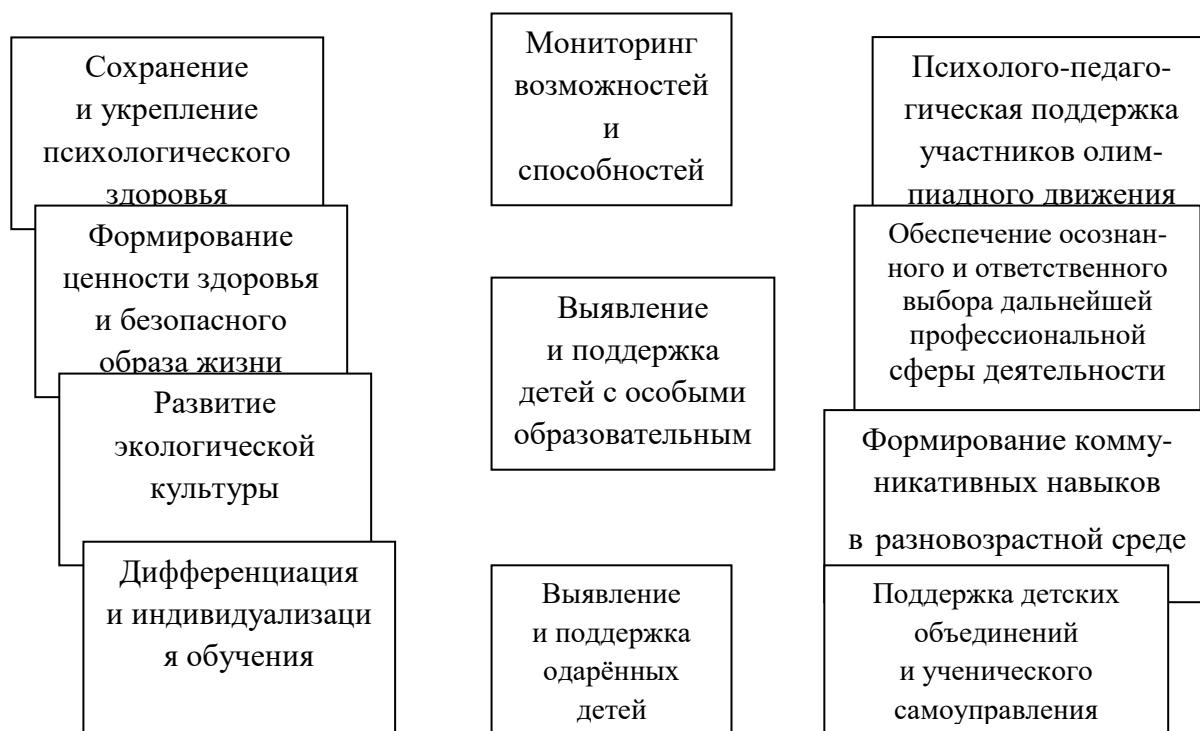 Сохранение
и укрепление
психологического
здоровья
Формирование
ценности здоровья
и безопасного
образа жизни
Развитие
экологической
культуры
Дифференциация
и индивидуализаци
я обучения
Мониторинг
возможностей
и
способностей
Выявление
и поддержка
детей с особыми
образовательным
Выявление
и поддержка
одарённых
детей
Психолого-педаго-
гическая поддержка
участников олим-
пиадного движения
Обеспечение осознан-
ного и ответственного
выбора дальнейшей
профессиональной
сферы деятельности
Формирование комму-
никативных навыков
в разновозрастной среде
Поддержка детских
объединений
и ученического
самоуправления